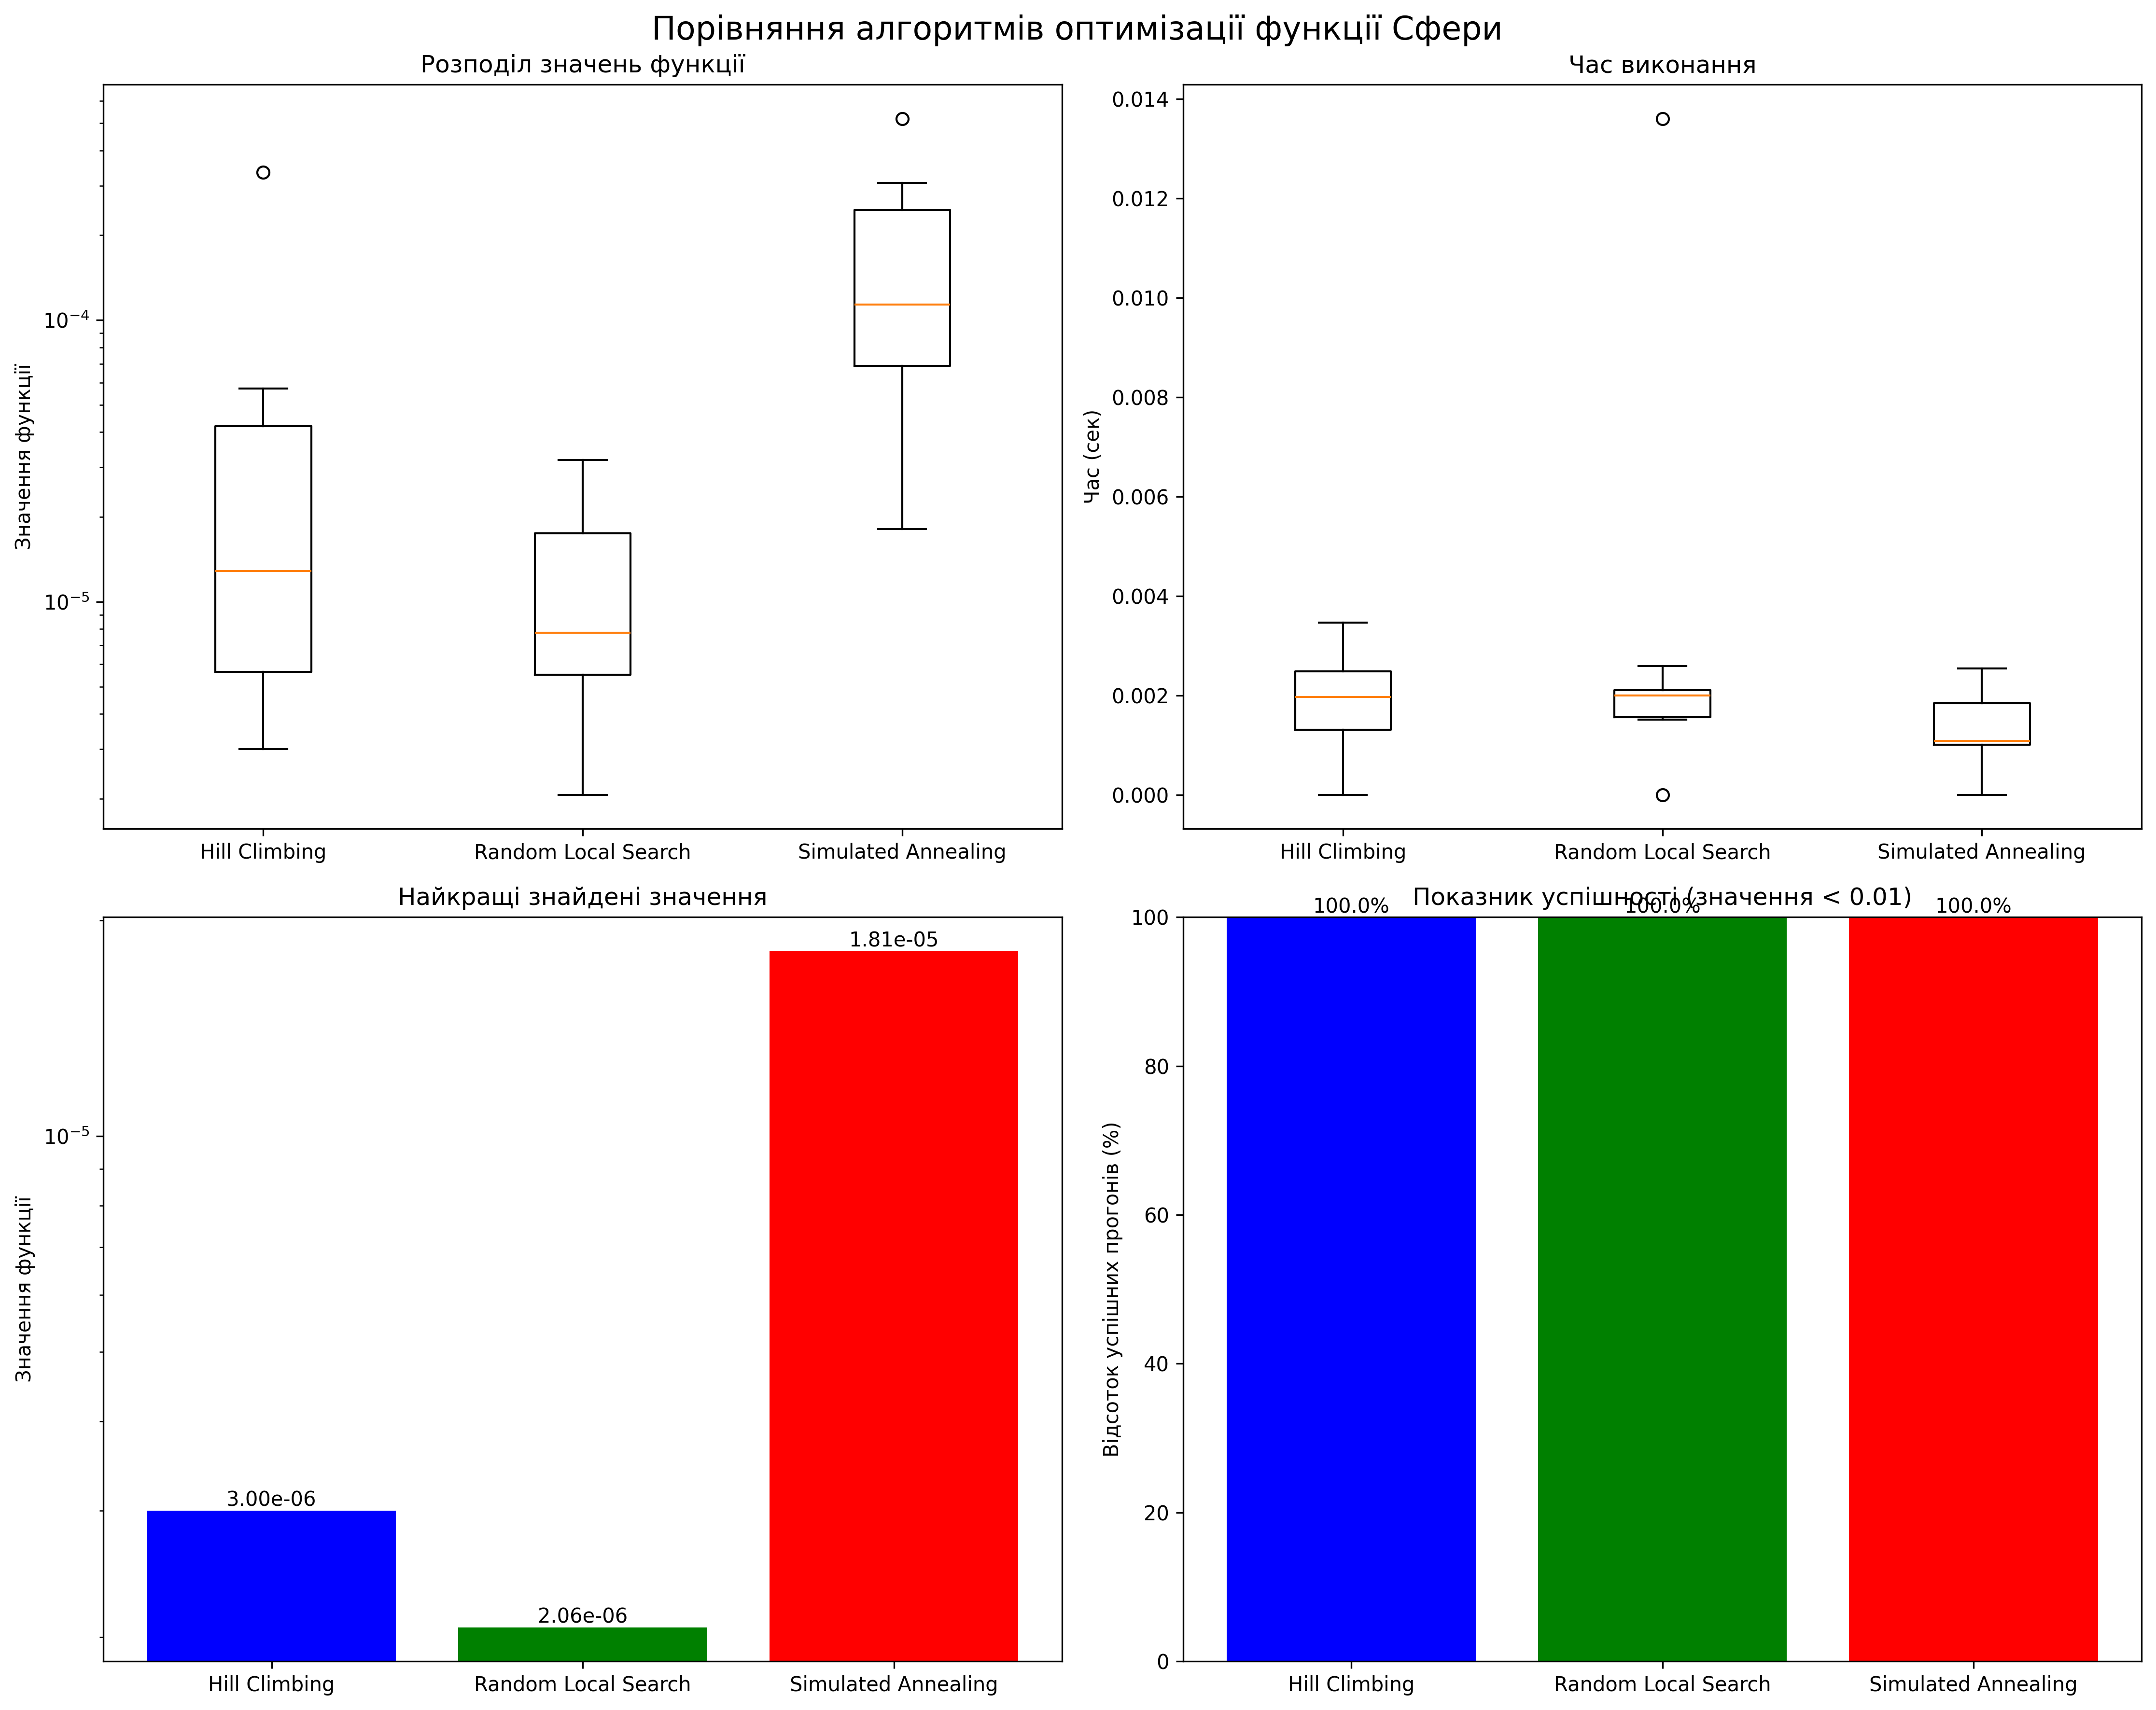 Порівняння алгоритмів оптимізації функції Сфери
Розподіл значень функції
Значення функції
10⁻⁴
10⁻⁵
Hill Climbing
Random Local Search
Simulated Annealing
Час виконання
Час (сек)
0.014
0.012
0.010
0.008
0.006
0.004
0.002
0.000
Hill Climbing
Random Local Search
Simulated Annealing
Найкращі знайдені значення
Значення функції
10⁻⁵
3.00e-06
2.06e-06
1.81e-05
Hill Climbing
Random Local Search
Simulated Annealing
Показник успішності (значення < 0.01)
Відсоток успішних прогонів (%)
100
80
60
40
20
0
100.0%
100.0%
100.0%
Hill Climbing
Random Local Search
Simulated Annealing